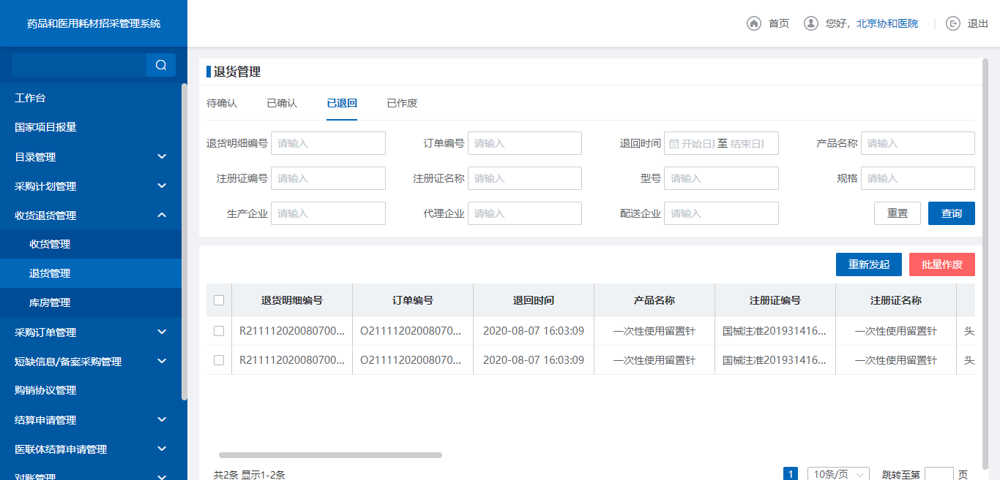 药品和医用耗材招采管理系统
首页 您好，北京协和医院 退出
工作台
国家项目报量
目录管理
采购计划管理
收货退货管理
收货管理
退货管理
库房管理
采购订单管理
短缺信息/备案采购管理
购销协议管理
结算申请管理
医联体结算申请管理
对账管理
退货管理
待确认 已确认 已退回 已作废
退货明细编号 请输入 订单编号 请输入 退回时间 开始日 至 结束日 产品名称 请输入
注册证编号 请输入 注册证名称 请输入 型号 请输入 规格 请输入
生产企业 请输入 代理企业 请输入 配送企业 请输入 重置 查询
重新发起 批量作废
退货明细编号 订单编号 退回时间 产品名称 注册证编号 注册证名称
R211112020080700... O21111202008070... 2020-08-07 16:03:09 一次性使用留置针 国械注准201931416... 一次性使用留置针 头
R211112020080700... O21111202008070... 2020-08-07 16:03:09 一次性使用留置针 国械注准201931416... 一次性使用留置针 头
共2条 显示1-2条 1 10条/页 跳转至第 页